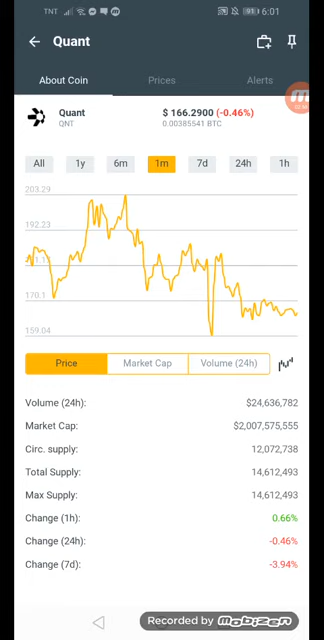 TNT 91 6:01
Quant
About Coin Prices Alerts
Quant $ 166.2900 (-0.46%)
QNT 0.00385541 BTC
All 1y 6m 1m 7d 24h 1h
203.29
192.23
170.1
159.04
Price Market Cap Volume (24h)
Volume (24h): $24,636,782
Market Cap: $2,007,575,555
Circ. supply: 12,072,738
Total Supply: 14,612,493
Max Supply: 14,612,493
Change (1h): 0.66%
Change (24h): -0.46%
Change (7d): -3.94%
Recorded by Mobizen